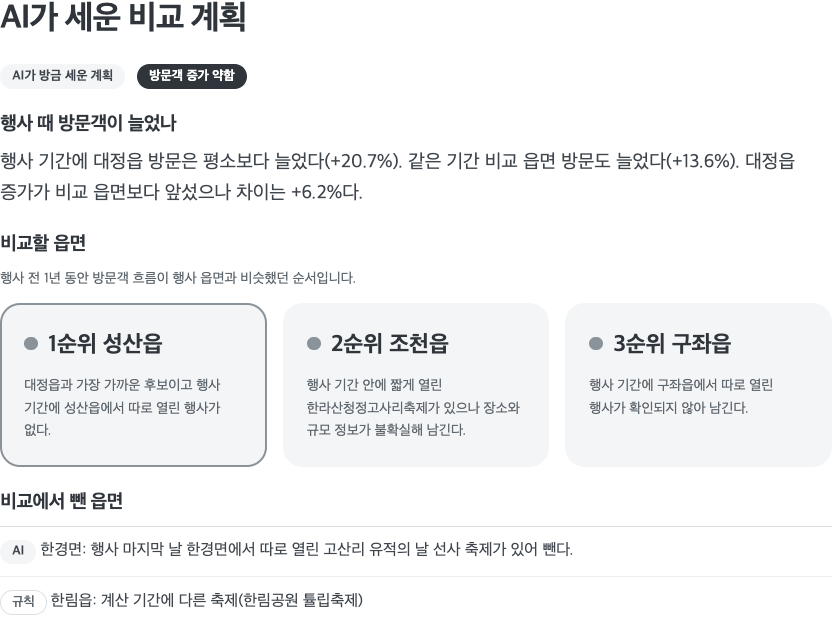 AI가 세운 비교 계획
AI가 방금 세운 계획
방문객 증가 약함
행사 때 방문객이 늘었나
행사 기간에 대정읍 방문은 평소보다 늘었다(+20.7%). 같은 기간 비교 읍면 방문도 늘었다(+13.6%). 대정읍
증가가 비교 읍면보다 앞섰으나 차이는 +6.2%다.
비교할 읍면
행사 전 1년 동안 방문객 흐름이 행사 읍면과 비슷했던 순서입니다.
1순위 성산읍
대정읍과 가장 가까운 후보이고 행사
기간에 성산읍에서 따로 열린 행사가
없다.
2순위 조천읍
행사 기간 안에 짧게 열린
한라산청정고사리축제가 있으나 장소와
규모 정보가 불확실해 남긴다.
3순위 구좌읍
행사 기간에 구좌읍에서 따로 열린
행사가 확인되지 않아 남긴다.
비교에서 뺀 읍면
AI 한경면: 행사 마지막 날 한경면에서 따로 열린 고산리 유적의 날 선사 축제가 있어 뺀다.
규칙 한림읍: 계산 기간에 다른 축제(한림공원 튤립축제)